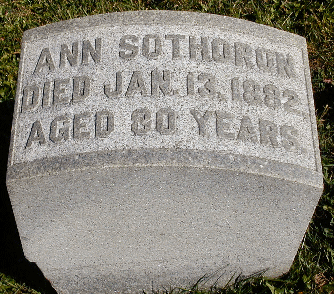 ANN SOTHORON
DIED JAN. 13, 1882.
AGED 80 YEARS.